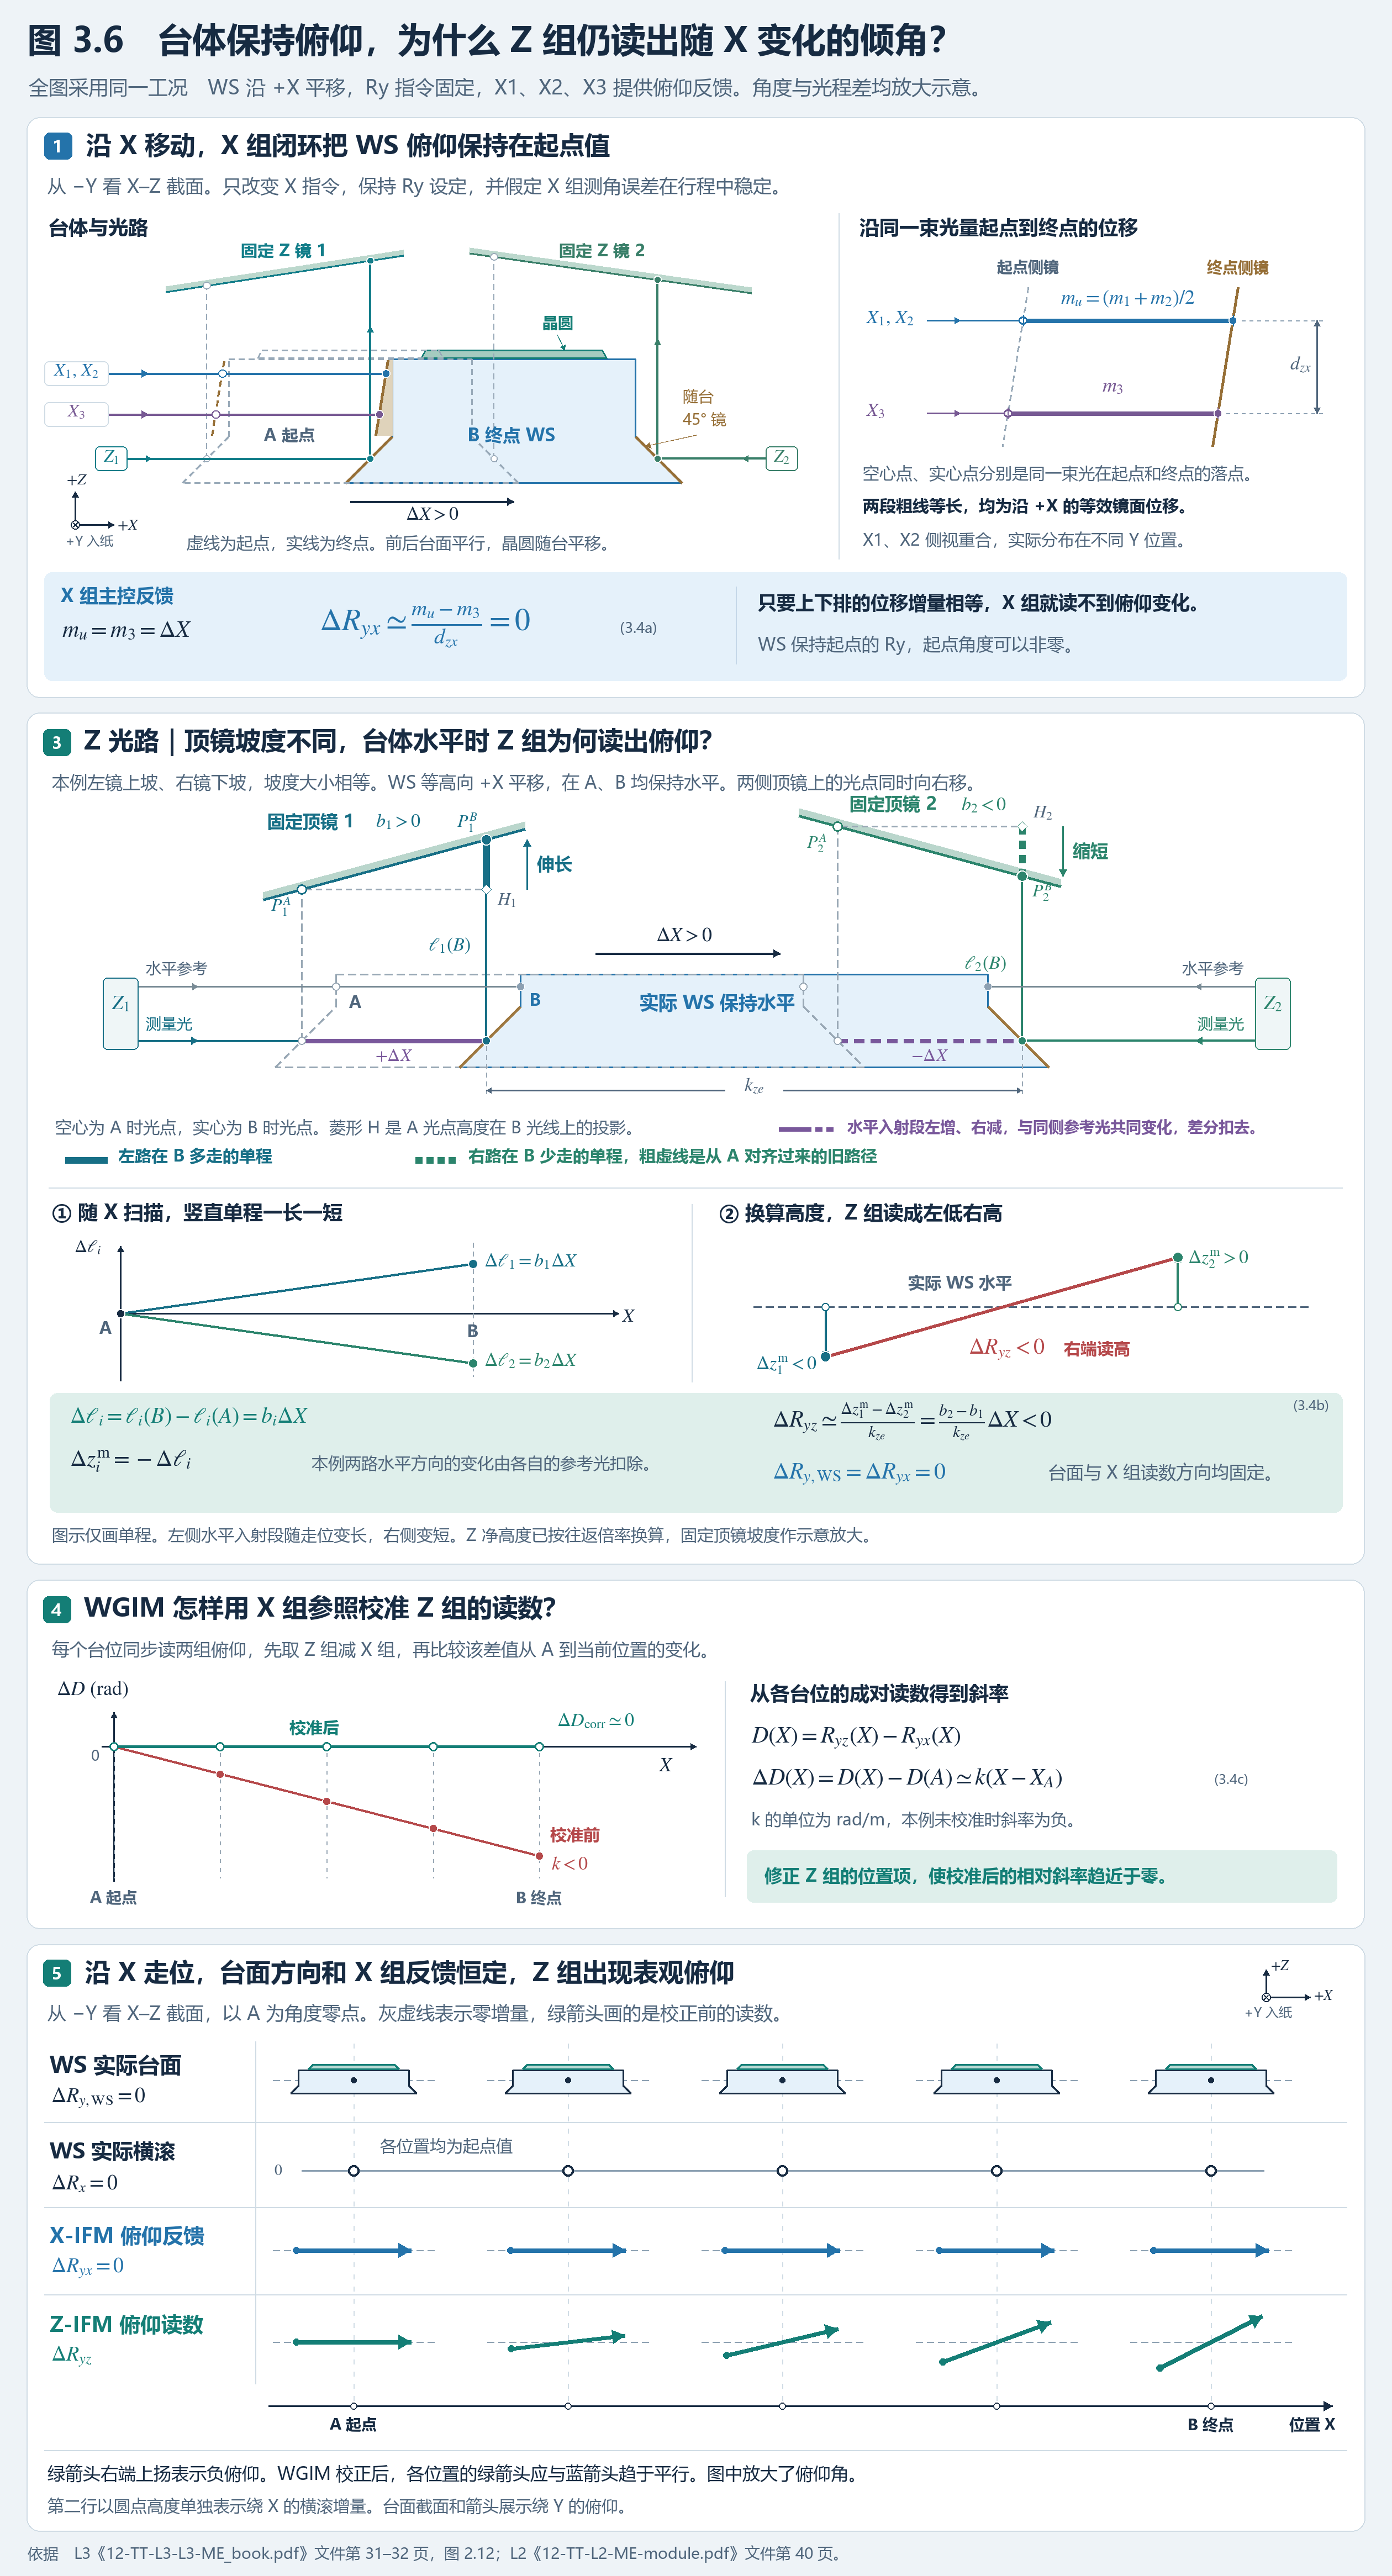 图 3.6　台体保持俯仰，为什么 Z 组仍读出随 X 变化的倾角？
全图采用同一工况　WS 沿 +X 平移，Ry 指令固定，X1、X2、X3 提供俯仰反馈。角度与光程差均放大示意。
1 沿 X 移动，X 组闭环把 WS 俯仰保持在起点值
从 −Y 看 X–Z 截面。只改变 X 指令，保持 Ry 设定，并假定 X 组测角误差在行程中稳定。
台体与光路
固定 Z 镜 1
固定 Z 镜 2
晶圆
X₁, X₂
X₃
A 起点
B 终点 WS
随台
45° 镜
Z₁
Z₂
+Z
+X
+Y 入纸
ΔX > 0
虚线为起点，实线为终点。前后台面平行，晶圆随台平移。
沿同一束光量起点到终点的位移
起点侧镜
终点侧镜
m_u = (m₁ + m₂)/2
X₁, X₂
d_zx
m₃
X₃
空心点、实心点分别是同一束光在起点和终点的落点。
两段粗线等长，均为沿 +X 的等效镜面位移。
X1、X2 侧视重合，实际分布在不同 Y 位置。
X 组主控反馈
m_u = m₃ = ΔX
ΔR_yx ≃ (m_u − m₃)/d_zx = 0
(3.4a)
只要上下排的位移增量相等，X 组就读不到俯仰变化。
WS 保持起点的 Ry，起点角度可以非零。
3 Z 光路｜顶镜坡度不同，台体水平时 Z 组为何读出俯仰？
本例左镜上坡、右镜下坡，坡度大小相等。WS 等高向 +X 平移，在 A、B 均保持水平。两侧顶镜上的光点同时向右移。
固定顶镜 1　b₁ > 0
P₁ᴮ
固定顶镜 2　b₂ < 0
H₂
伸长
P₂ᴬ
缩短
P₁ᴬ
H₁
P₂ᴮ
ℓ₁(B)
ΔX > 0
ℓ₂(B)
水平参考
水平参考
Z₁
A
B
实际 WS 保持水平
Z₂
测量光
测量光
+ΔX
−ΔX
k_ze
空心为 A 时光点，实心为 B 时光点。菱形 H 是 A 光点高度在 B 光线上的投影。
水平入射段左增、右减，与同侧参考光共同变化，差分扣去。
左路在 B 多走的单程
右路在 B 少走的单程，粗虚线是从 A 对齐过来的旧路径
① 随 X 扫描，竖直单程一长一短
Δℓ_i
Δℓ₁ = b₁ΔX
X
A
B
Δℓ₂ = b₂ΔX
② 换算高度，Z 组读成左低右高
Δz₂ᵐ > 0
实际 WS 水平
Δz₁ᵐ < 0
ΔR_yz < 0　右端读高
Δℓ_i = ℓ_i(B) − ℓ_i(A) = b_iΔX
Δz_iᵐ = − Δℓ_i
本例两路水平方向的变化由各自的参考光扣除。
ΔR_yz ≃ (Δz₁ᵐ − Δz₂ᵐ)/k_ze = (b₂ − b₁)/k_ze ΔX < 0
(3.4b)
ΔR_y,WS = ΔR_yx = 0
台面与 X 组读数方向均固定。
图示仅画单程。左侧水平入射段随走位变长，右侧变短。Z 净高度已按往返倍率换算，固定顶镜坡度作示意放大。
4 WGIM 怎样用 X 组参照校准 Z 组的读数？
每个台位同步读两组俯仰，先取 Z 组减 X 组，再比较该差值从 A 到当前位置的变化。
ΔD (rad)
校准后
ΔD_corr ≃ 0
0
X
校准前
k < 0
A 起点
B 终点
从各台位的成对读数得到斜率
D(X) = R_yz(X) − R_yx(X)
ΔD(X) = D(X) − D(A) ≃ k(X − X_A)
(3.4c)
k 的单位为 rad/m，本例未校准时斜率为负。
修正 Z 组的位置项，使校准后的相对斜率趋近于零。
5 沿 X 走位，台面方向和 X 组反馈恒定，Z 组出现表观俯仰
从 −Y 看 X–Z 截面，以 A 为角度零点。灰虚线表示零增量，绿箭头画的是校正前的读数。
+Z
+X
+Y 入纸
WS 实际台面
ΔR_y,WS = 0
WS 实际横滚
ΔR_x = 0
各位置均为起点值
0
X-IFM 俯仰反馈
ΔR_yx = 0
Z-IFM 俯仰读数
ΔR_yz
A 起点
B 终点
位置 X
绿箭头右端上扬表示负俯仰。WGIM 校正后，各位置的绿箭头应与蓝箭头趋于平行。图中放大了俯仰角。
第二行以圆点高度单独表示绕 X 的横滚增量。台面截面和箭头展示绕 Y 的俯仰。
依据　L3《12-TT-L3-L3-ME_book.pdf》文件第 31–32 页，图 2.12；L2《12-TT-L2-ME-module.pdf》文件第 40 页。